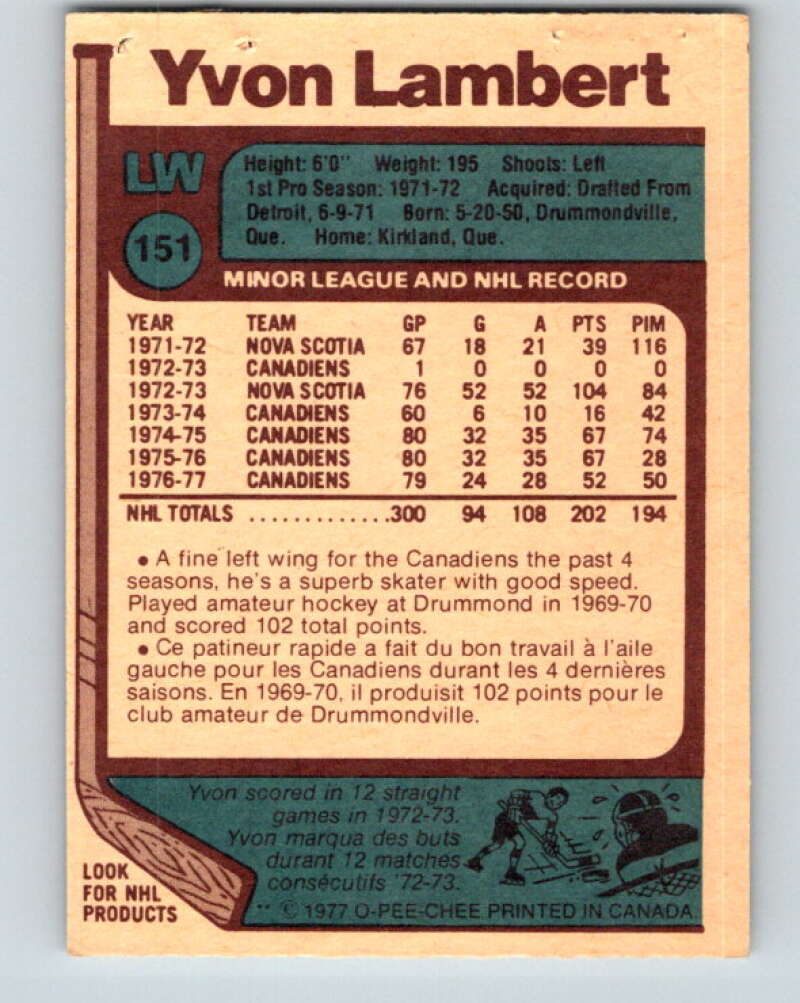 Yvon Lambert
LW
151
Height: 6'0" Weight: 195 Shoots: Left
1st Pro Season: 1971-72 Acquired: Drafted From
Detroit, 6-9-71 Born: 5-20-50, Drummondville,
Que. Home: Kirkland, Que.
MINOR LEAGUE AND NHL RECORD
YEAR TEAM GP G A PTS PIM
1971-72 NOVA SCOTIA 67 18 21 39 116
1972-73 CANADIENS 1 0 0 0 0
1972-73 NOVA SCOTIA 76 52 52 104 84
1973-74 CANADIENS 60 6 10 16 42
1974-75 CANADIENS 80 32 35 67 74
1975-76 CANADIENS 80 32 35 67 28
1976-77 CANADIENS 79 24 28 52 50
NHL TOTALS .............300 94 108 202 194
• A fine left wing for the Canadiens the past 4
seasons, he's a superb skater with good speed.
Played amateur hockey at Drummond in 1969-70
and scored 102 total points.
• Ce patineur rapide a fait du bon travail à l'aile
gauche pour les Canadiens durant les 4 dernières
saisons. En 1969-70, il produisit 102 points pour le
club amateur de Drummondville.
Yvon scored in 12 straight
games in 1972-73.
Yvon marqua des buts
durant 12 matches
consécutifs '72-73.
LOOK
FOR NHL
PRODUCTS
** © 1977 O-PEE-CHEE PRINTED IN CANADA